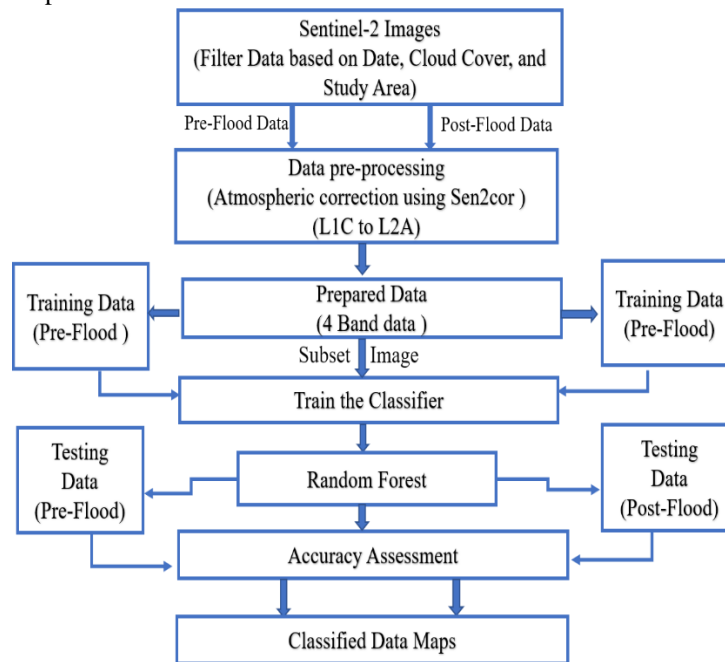 Sentinel-2 Images
(Filter Data based on Date, Cloud Cover, and
Study Area)
Pre-Flood Data
Post-Flood Data
Data pre-processing
(Atmospheric correction using Sen2cor )
(L1C to L2A)
Training Data
(Pre-Flood )
Prepared Data
(4 Band data )
Training Data
(Pre-Flood)
Subset Image
Train the Classifier
Testing
Data
(Pre-Flood)
Random Forest
Testing
Data
(Post-Flood)
Accuracy Assessment
Classified Data Maps